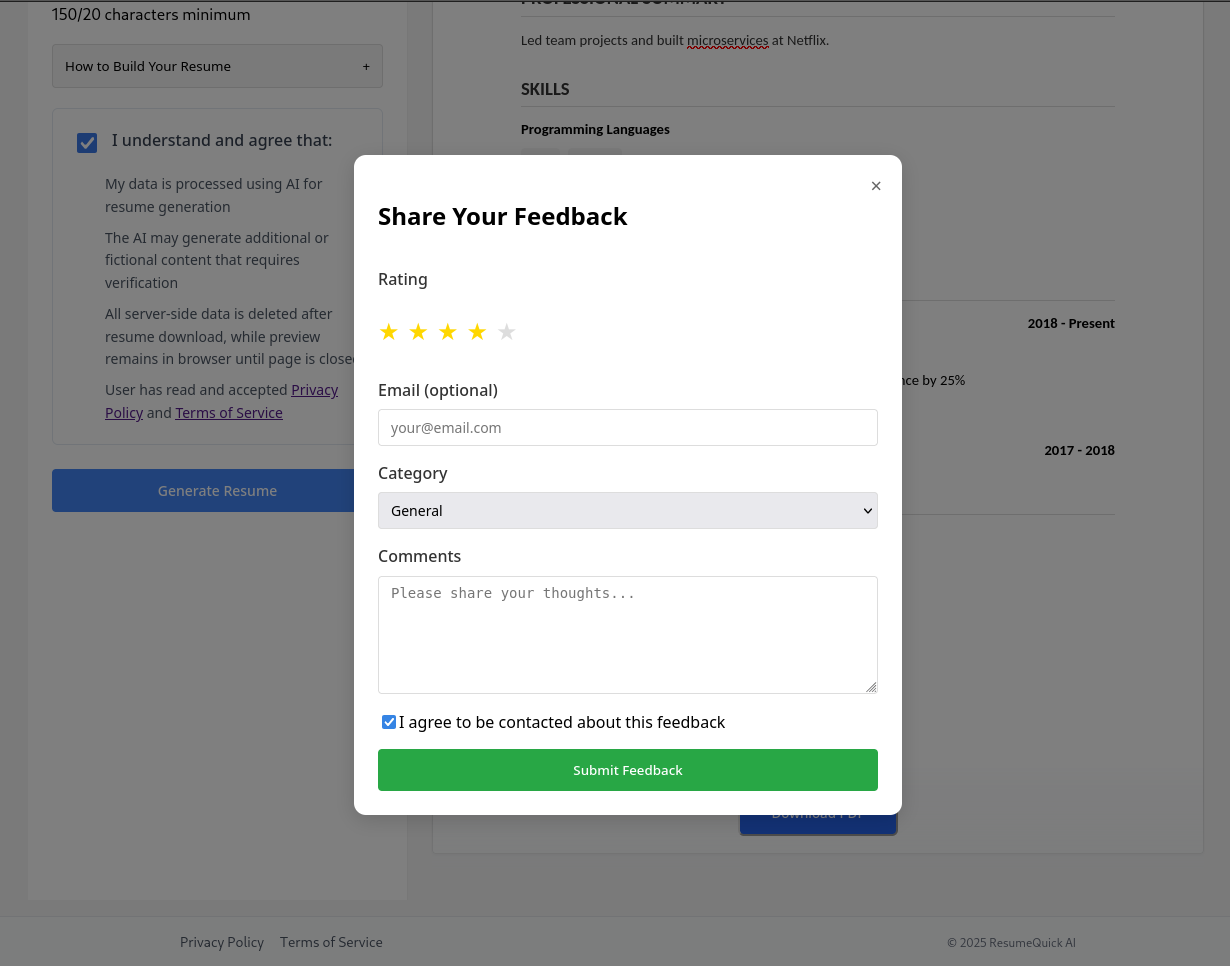 150/20 characters minimum
How to Build Your Resume +
I understand and agree that:
My data is processed using AI for
resume generation
The AI may generate additional or
fictional content that requires
verification
All server-side data is deleted after
resume download, while preview
remains in browser until page is closed
User has read and accepted Privacy
Policy and Terms of Service
Generate Resume
PROFESSIONAL SUMMARY
Led team projects and built microservices at Netflix.
SKILLS
Programming Languages
2018 - Present
by 25%
2017 - 2018
×
Share Your Feedback
Rating
★ ★ ★ ★ ★
Email (optional)
your@email.com
Category
General
Comments
Please share your thoughts...
I agree to be contacted about this feedback
Submit Feedback
Download PDF
Privacy Policy Terms of Service
© 2025 ResumeQuick AI